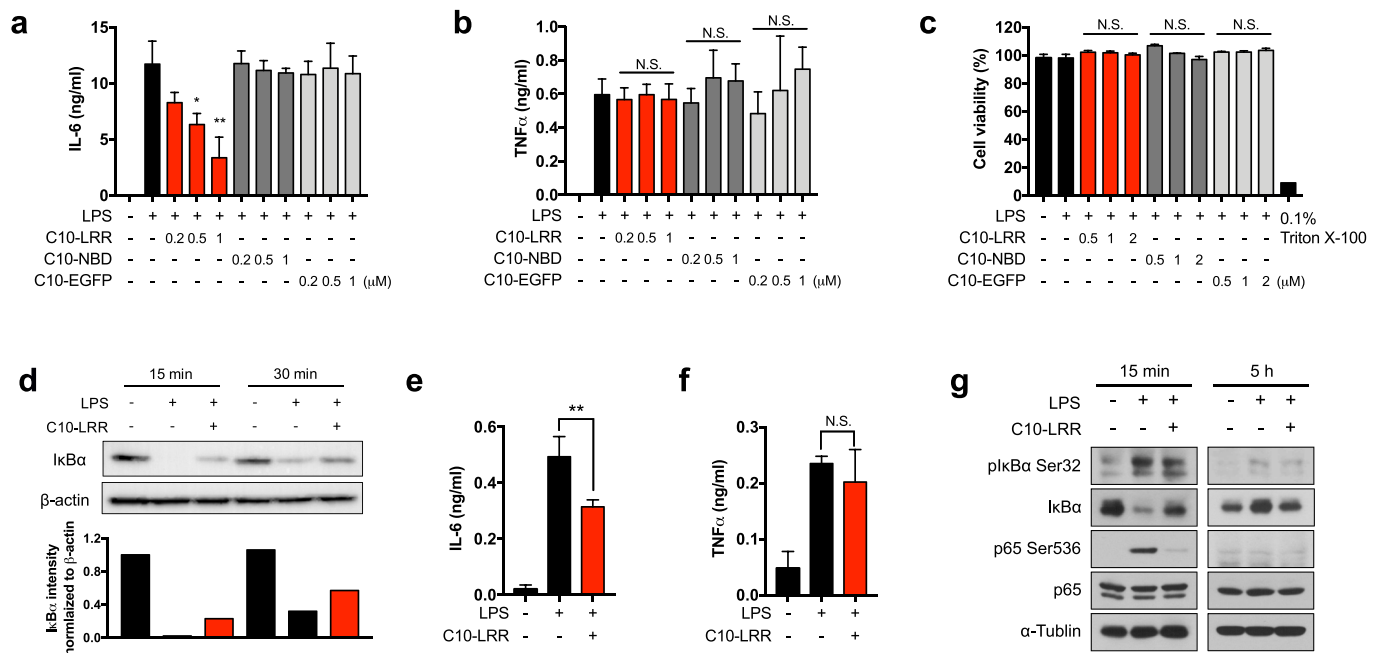 a
15
10
5
0
IL-6 (ng/ml)
*
**
LPS - + + + + + + + + + +
C10-LRR - - 0.2 0.5 1 - - - - - -
C10-NBD - - - - - 0.2 0.5 1 - - -
C10-EGFP - - - - - - - - 0.2 0.5 1 (μM)
b
1.0
0.8
0.6
0.4
0.2
0.0
TNFα (ng/ml)
N.S.
N.S.
N.S.
LPS - + + + + + + + + + +
C10-LRR - - 0.2 0.5 1 - - - - - -
C10-NBD - - - - - 0.2 0.5 1 - - -
C10-EGFP - - - - - - - - 0.2 0.5 1 (μM)
c
120
100
80
60
40
20
0
Cell viability (%)
N.S.
N.S.
N.S.
LPS - + + + + + + + + + + 0.1%
Triton X-100
C10-LRR - - 0.5 1 2 - - - - - -
C10-NBD - - - - - 0.5 1 2 - - -
C10-EGFP - - - - - - - - 0.5 1 2 (μM)
d
15 min 30 min
LPS - + + - + +
C10-LRR - - + - - +
IκBα
β-actin
1.2
0.8
0.4
0.0
IκBα intensity
normlaized to β-actin
e
0.6
0.4
0.2
0.0
IL-6 (ng/ml)
**
LPS - + +
C10-LRR - - +
f
0.3
0.2
0.1
0.0
TNFα (ng/ml)
N.S.
LPS - + +
C10-LRR - - +
g
15 min 5 h
LPS - + + - + +
C10-LRR - - + - - +
pIκBα Ser32
IκBα
p65 Ser536
p65
α-Tublin